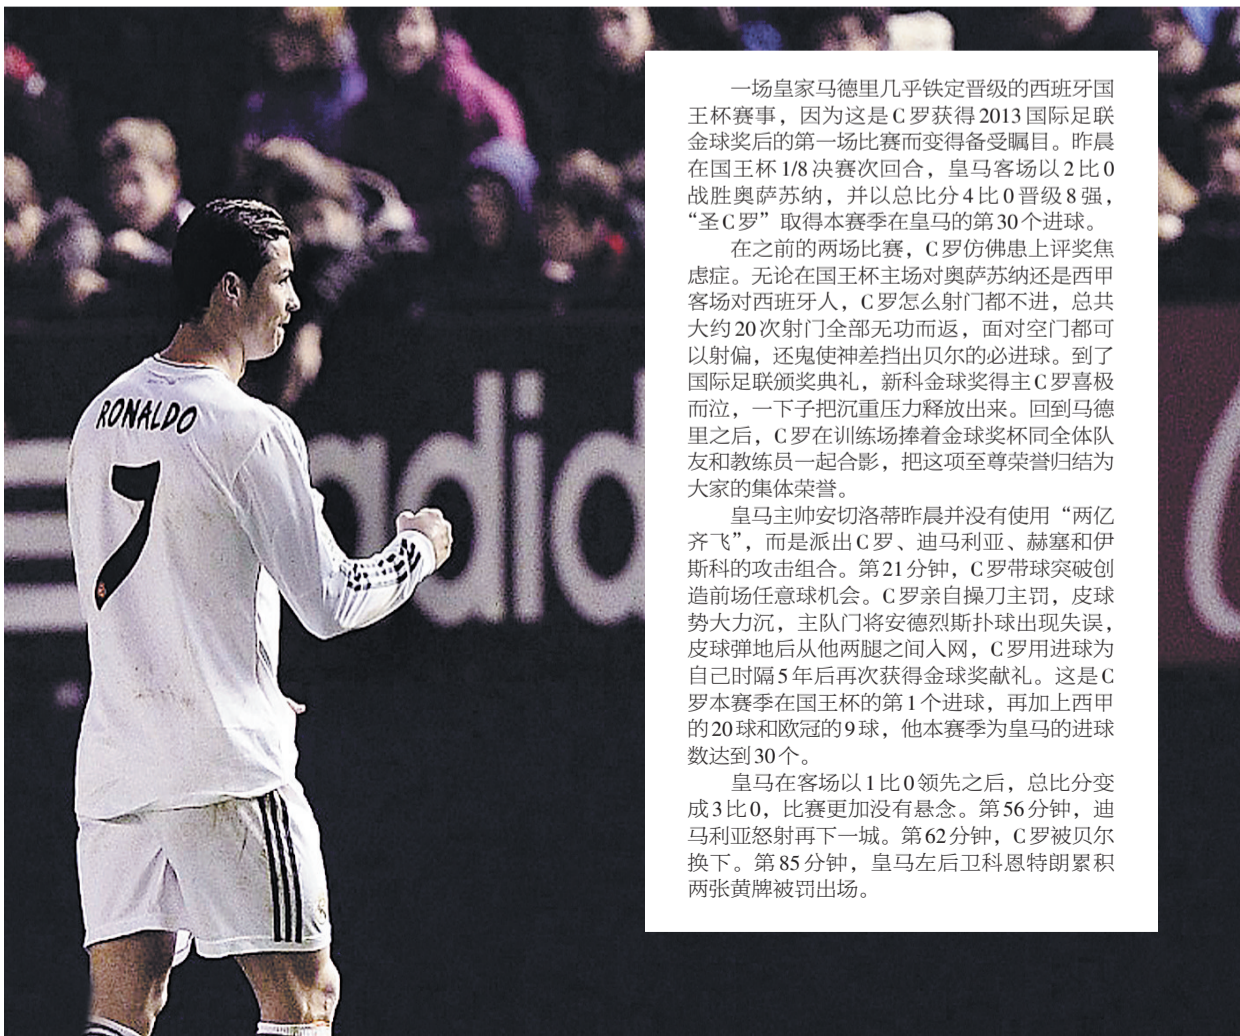 一场皇家马德里几乎铁定晋级的西班牙国
王杯赛事，因为这是C罗获得2013国际足联
金球奖后的第一场比赛而变得备受瞩目。昨晨
在国王杯1/8决赛次回合，皇马客场以2比0
战胜奥萨苏纳，并以总比分4比0晋级8强，
“圣C罗”取得本赛季在皇马的第30个进球。
在之前的两场比赛，C罗仿佛患上评奖焦
虑症。无论在国王杯主场对奥萨苏纳还是西甲
客场对西班牙人，C罗怎么射门都不进，总共
大约20次射门全部无功而返，面对空门都可
以射偏，还鬼使神差挡出贝尔的必进球。到了
国际足联颁奖典礼，新科金球奖得主C罗喜极
而泣，一下子把沉重压力释放出来。回到马德
里之后，C罗在训练场捧着金球奖杯同全体队
友和教练员一起合影，把这项至尊荣誉归结为
大家的集体荣誉。
皇马主帅安切洛蒂昨晨并没有使用“两亿
齐飞”，而是派出C罗、迪马利亚、赫塞和伊
斯科的攻击组合。第21分钟，C罗带球突破创
造前场任意球机会。C罗亲自操刀主罚，皮球
势大力沉，主队门将安德烈斯扑球出现失误，
皮球弹地后从他两腿之间入网，C罗用进球为
自己时隔5年后再次获得金球奖献礼。这是C
罗本赛季在国王杯的第1个进球，再加上西甲
的20球和欧冠的9球，他本赛季为皇马的进球
数达到30个。
皇马在客场以1比0领先之后，总比分变
成3比0，比赛更加没有悬念。第56分钟，迪
马利亚怒射再下一城。第62分钟，C罗被贝尔
换下。第85分钟，皇马左后卫科恩特朗累积
两张黄牌被罚出场。
RONALDO
7
adid